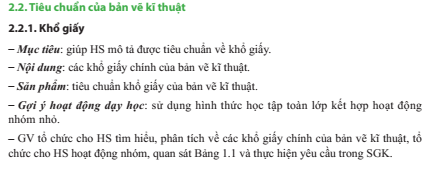 2.2. Tiêu chuẩn của bản vẽ kĩ thuật
2.2.1. Khổ giấy
– Mục tiêu: giúp HS mô tả được tiêu chuẩn về khổ giấy.
– Nội dung: các khổ giấy chính của bản vẽ kĩ thuật.
– Sản phẩm: tiêu chuẩn khổ giấy của bản vẽ kĩ thuật.
– Gợi ý hoạt động dạy học: sử dụng hình thức học tập toàn lớp kết hợp hoạt động
nhóm nhỏ.
– GV tổ chức cho HS tìm hiểu, phân tích về các khổ giấy chính của bản vẽ kĩ thuật, tổ
chức cho HS hoạt động nhóm, quan sát Bảng 1.1 và thực hiện yêu cầu trong SGK.